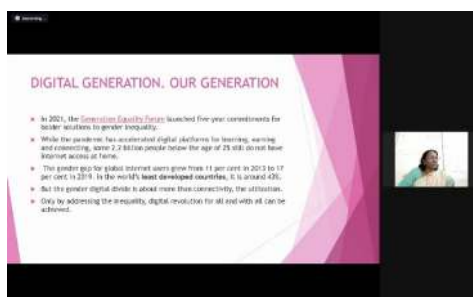 DIGITAL GENERATION. OUR GENERATION
In 2021, the Generation Equality Forum launched five-year commitments for
bolder solutions to gender inequality.
While the pandemic has accelerated digital platforms for learning, earning
and connecting, some 2.2 billion people below the age of 25 still do not have
internet access at home.
The gender gap for global internet users grew from 11 per cent in 2013 to 17
per cent in 2019. In the world's least developed countries, it is around 43%.
But the gender digital divide is about more than connectivity, the utilization.
Only by addressing the inequality, digital revolution for all and with all can be
achieved.